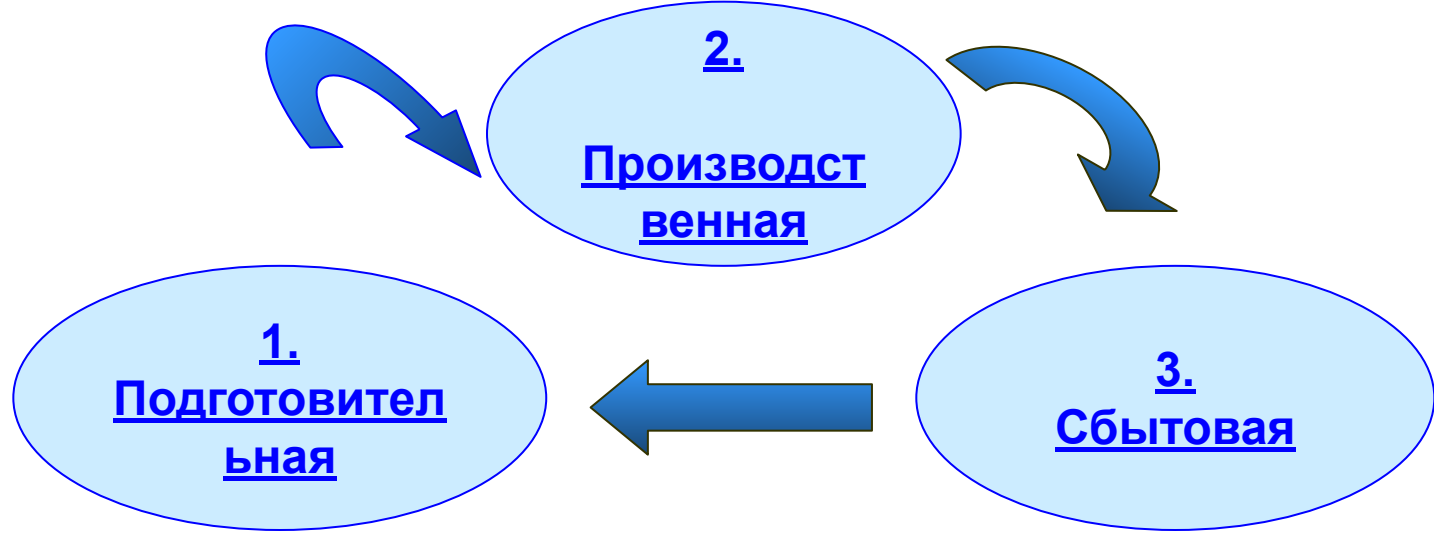 2.
Производст
венная
1.
Подготовител
ьная
3.
Сбытовая